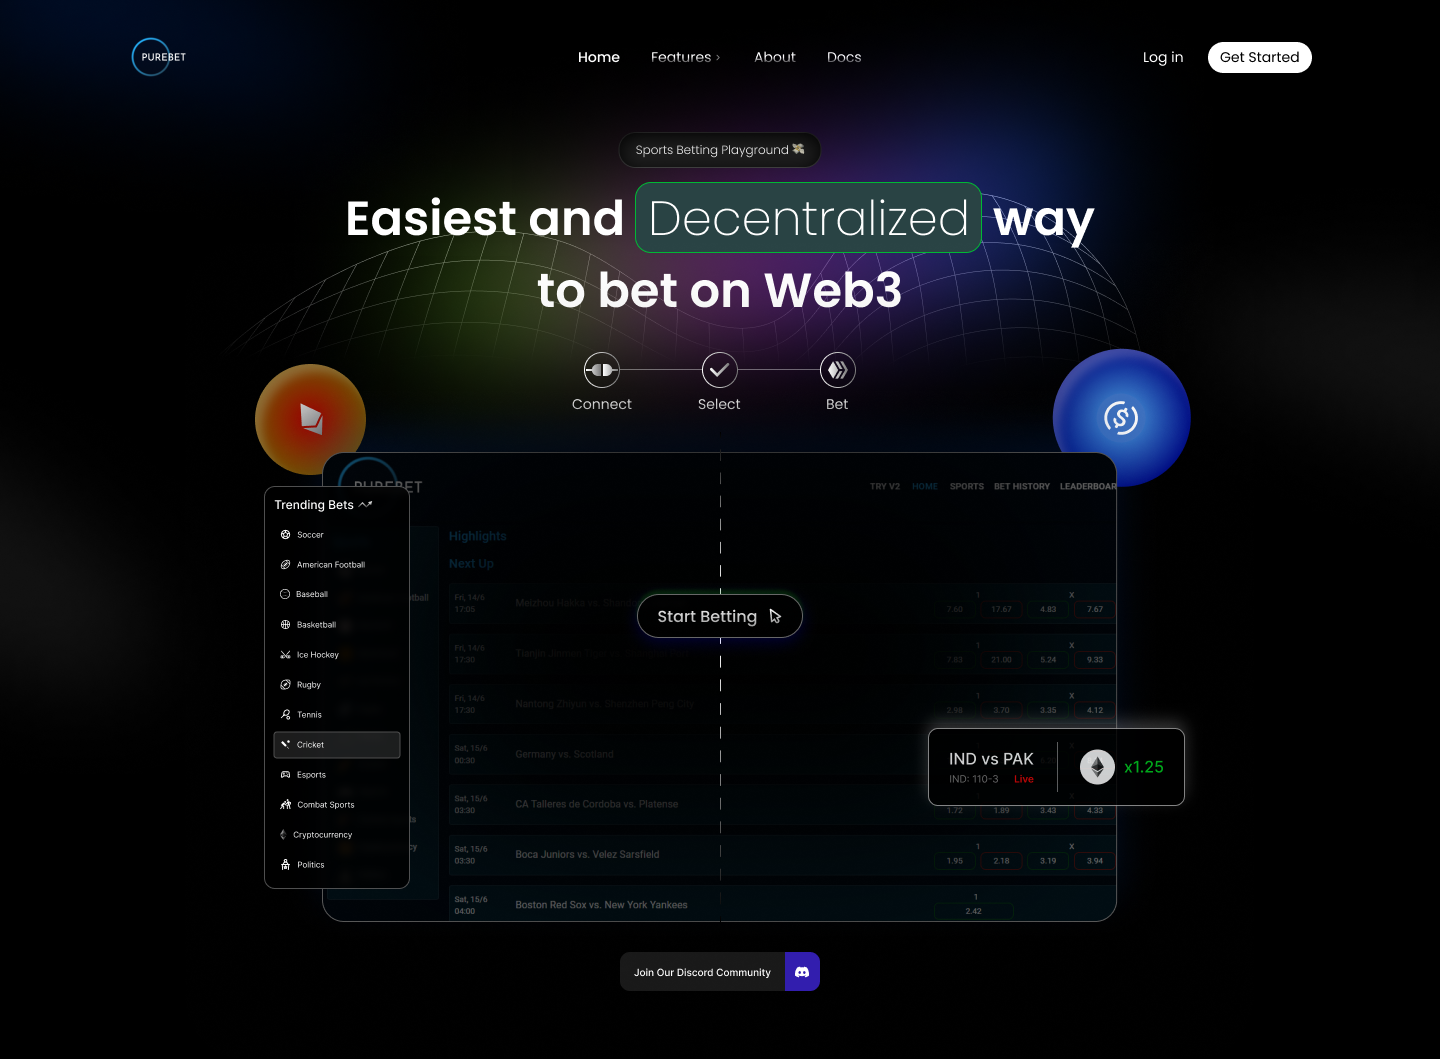 PUREBET
Home
Features
About
Docs
Log in
Get Started
Sports Betting Playground
Easiest and Decentralized way
to bet on Web3
Connect
Select
Bet
PUREBET
TRY V2
HOME
SPORTS
BET HISTORY
LEADERBOAR
Trending Bets
Soccer
American Football
Baseball
Basketball
Ice Hockey
Rugby
Tennis
Cricket
Esports
Combat Sports
Cryptocurrency
Politics
Highlights
Next Up
Fri, 14/6
17:05
Meizhou Hakka vs.
1
X
7.60
17.67
4.83
7.67
Start Betting
Fri, 14/6
17:30
Tianjin
1
X
7.83
21.00
5.24
9.33
Fri, 14/6
17:30
Nantong Zhiyun vs. Shenzhen Peng City
1
X
2.98
3.70
3.35
4.12
Sat, 15/6
00:30
Germany vs. Scotland
IND vs PAK
IND: 110-3
Live
x1.25
Sat, 15/6
03:30
CA Talleres de Cordoba vs. Platense
1.72
1.89
3.43
4.33
Sat, 15/6
03:30
Boca Juniors vs. Velez Sarsfield
1
X
1.95
2.18
3.19
3.94
Sat, 15/6
04:00
Boston Red Sox vs. New York Yankees
1
2.42
Join Our Discord Community